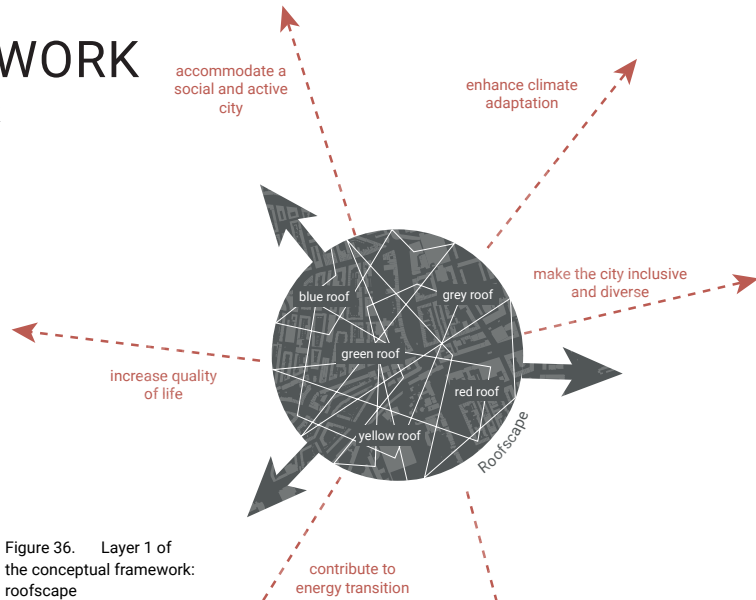 WORK
accommodate a
social and active
city
enhance climate
adaptation
make the city inclusive
and diverse
blue roof
grey roof
green roof
increase quality
of life
red roof
yellow roof
Roofscape
Figure 36. Layer 1 of
the conceptual framework:
roofscape
contribute to
energy transition